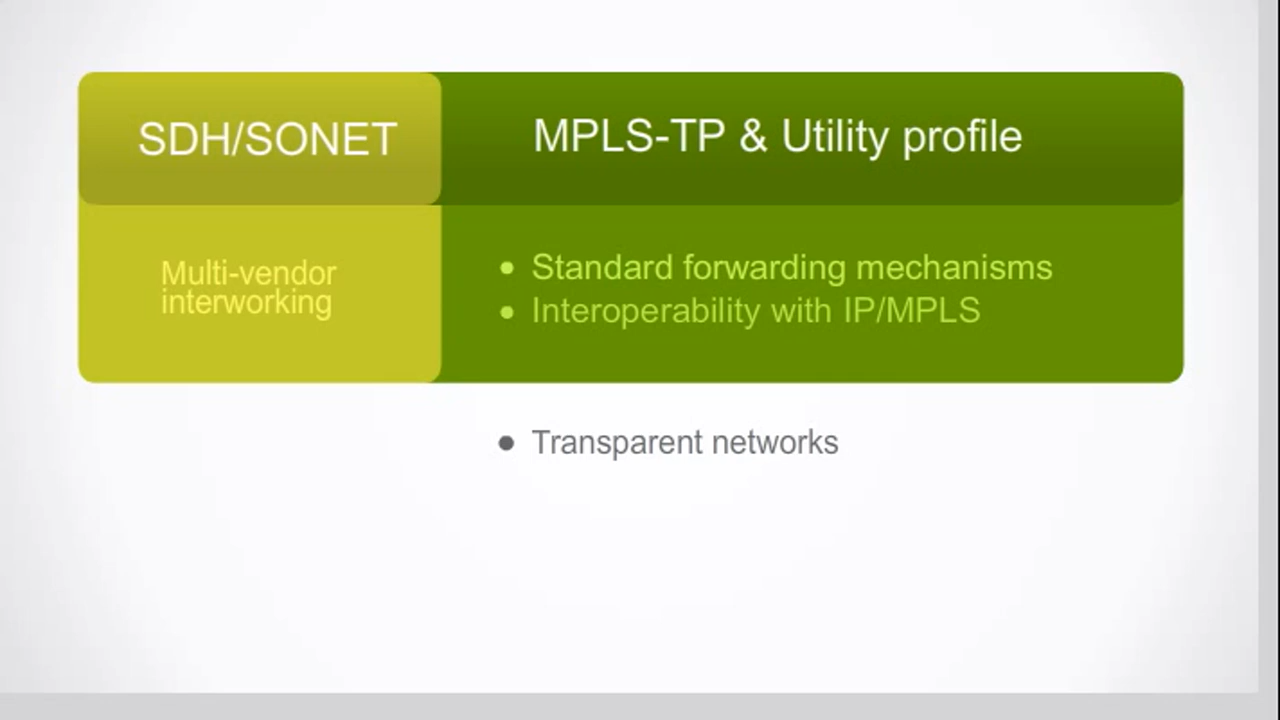 SDH/SONET
MPLS-TP & Utility profile
Multi-vendor
interworking
• Standard forwarding mechanisms
• Interoperability with IP/MPLS
• Transparent networks